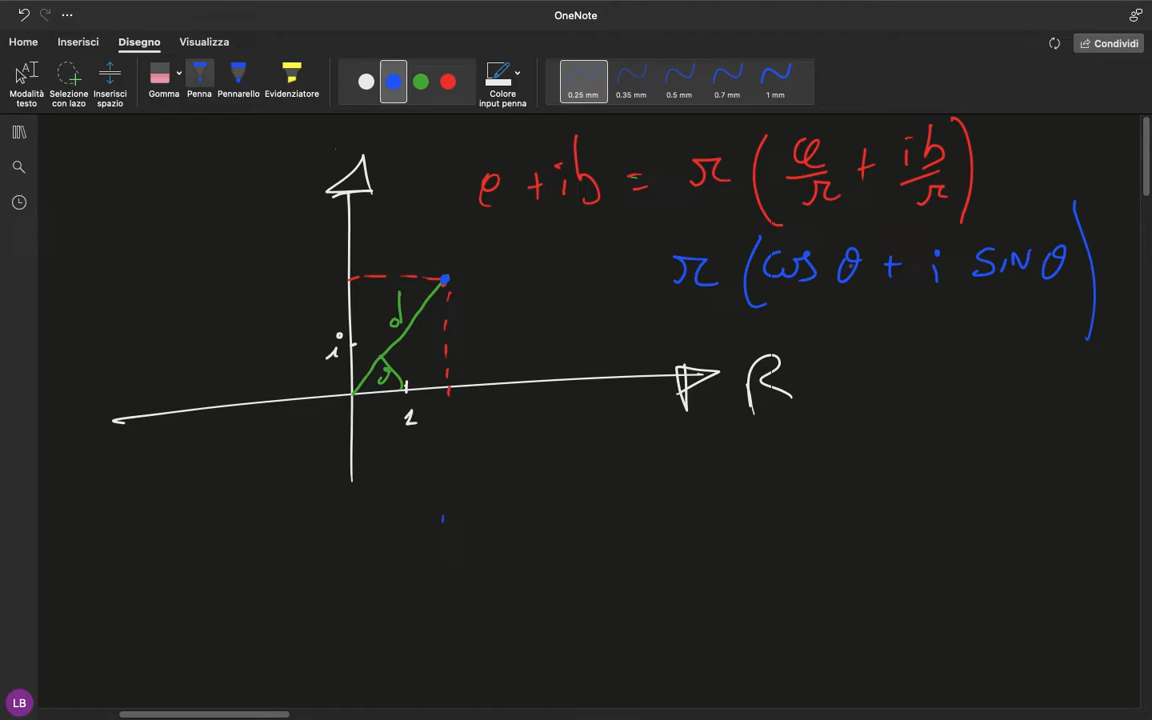 OneNote
Home Inserisci Disegno Visualizza
Condividi
Modalità testo
Selezione con lazo
Inserisci spazio
Gomma
Penna
Pennarello
Evidenziatore
Colore input penna
0.25 mm
0.35 mm
0.5 mm
0.7 mm
1 mm
a + ib = r (a/r + ib/r)
r (cos θ + i sin θ)
d
i
θ
1
R
LB